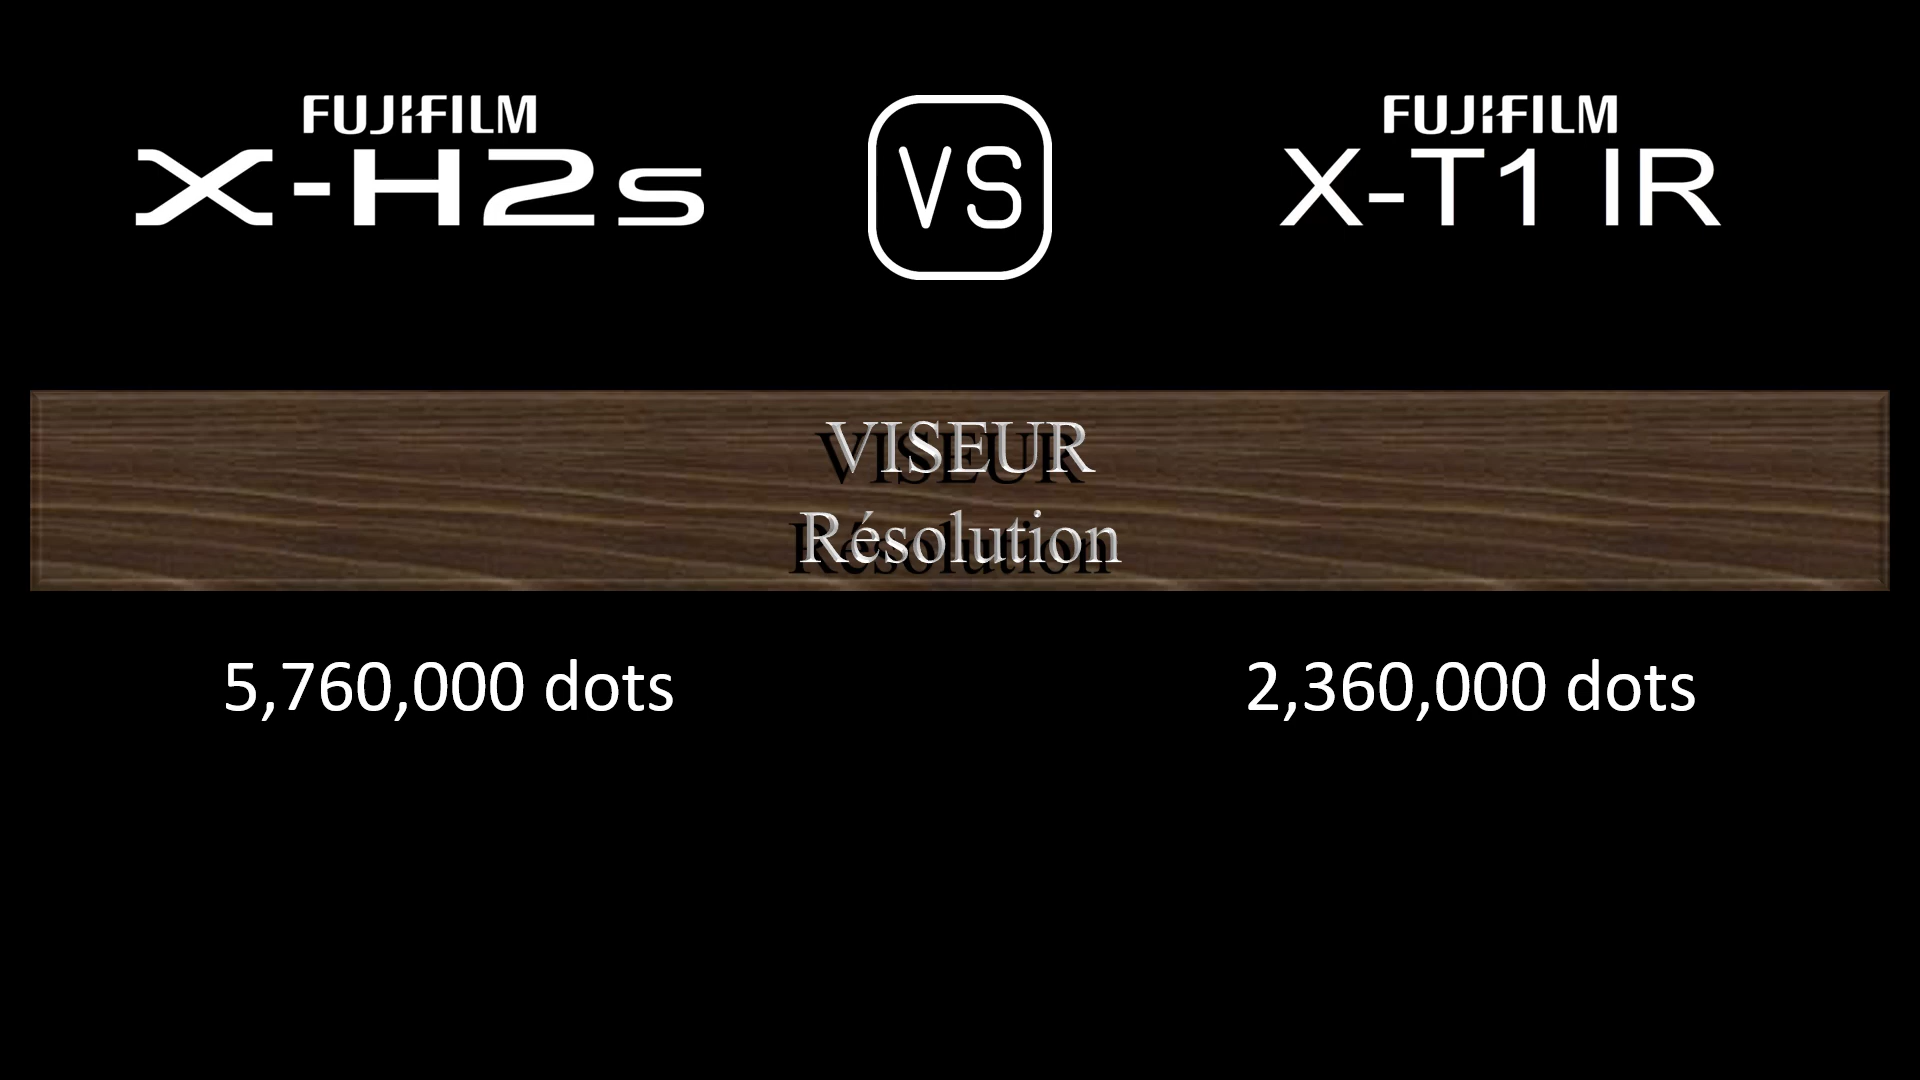 FUJIFILM
X-H2s
VS
FUJIFILM
X-T1 IR
VISEUR
Résolution
5,760,000 dots
2,360,000 dots